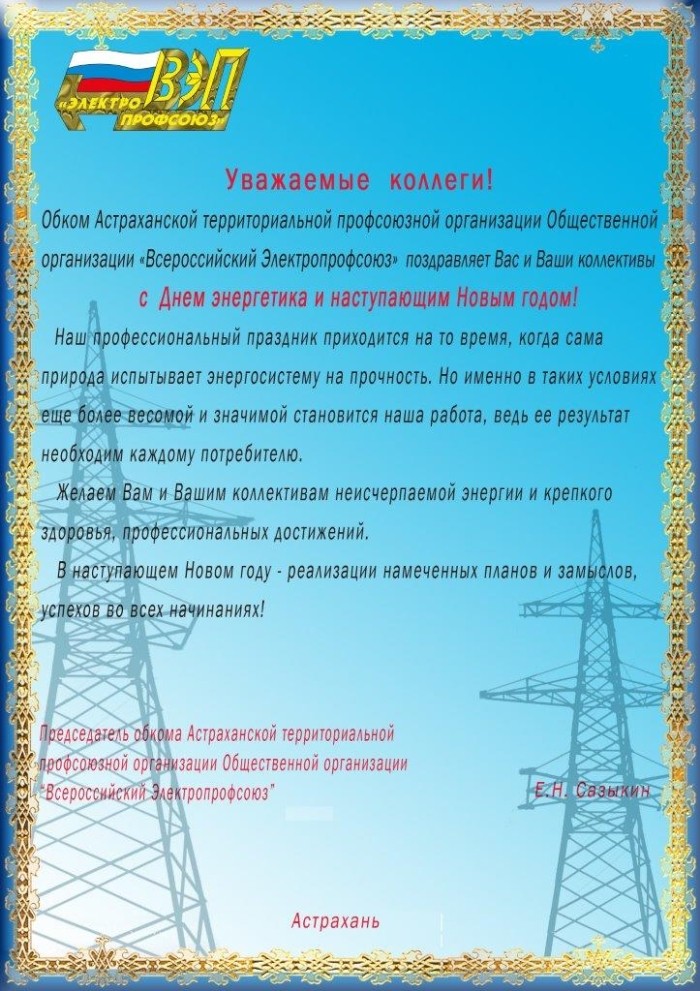 ВЭП
«ЭЛЕКТРО
ПРОФСОЮЗ»
Уважаемые коллеги!
Обком Астраханской территориальной профсоюзной организации Общественной
организации «Всероссийский Электропрофсоюз» поздравляет Вас и Ваши коллективы
с Днем энергетика и наступающим Новым годом!
Наш профессиональный праздник приходится на то время, когда сама
природа испытывает энергосистему на прочность. Но именно в таких условиях
еще более весомой и значимой становится наша работа, ведь ее результат
необходим каждому потребителю.
Желаем Вам и Вашим коллективам неисчерпаемой энергии и крепкого
здоровья, профессиональных достижений.
В наступающем Новом году - реализации намеченных планов и замыслов,
успехов во всех начинаниях!
Председатель обкома Астраханской территориальной
профсоюзной организации Общественной организации
"Всероссийский Электропрофсоюз"
Е.Н. Сазыкин
Астрахань